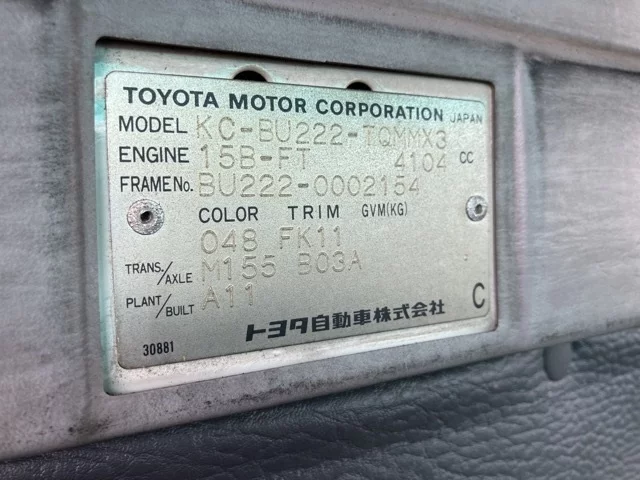 TOYOTA MOTOR CORPORATION JAPAN
MODEL KC-BU222-TQMMX3
ENGINE 15B-FT 4104 CC
FRAME No. BU222-0002154
COLOR TRIM GVM(KG)
048 FK11
TRANS./AXLE M155 B03A
PLANT/BUILT A11
C
トヨタ自動車株式会社
30881